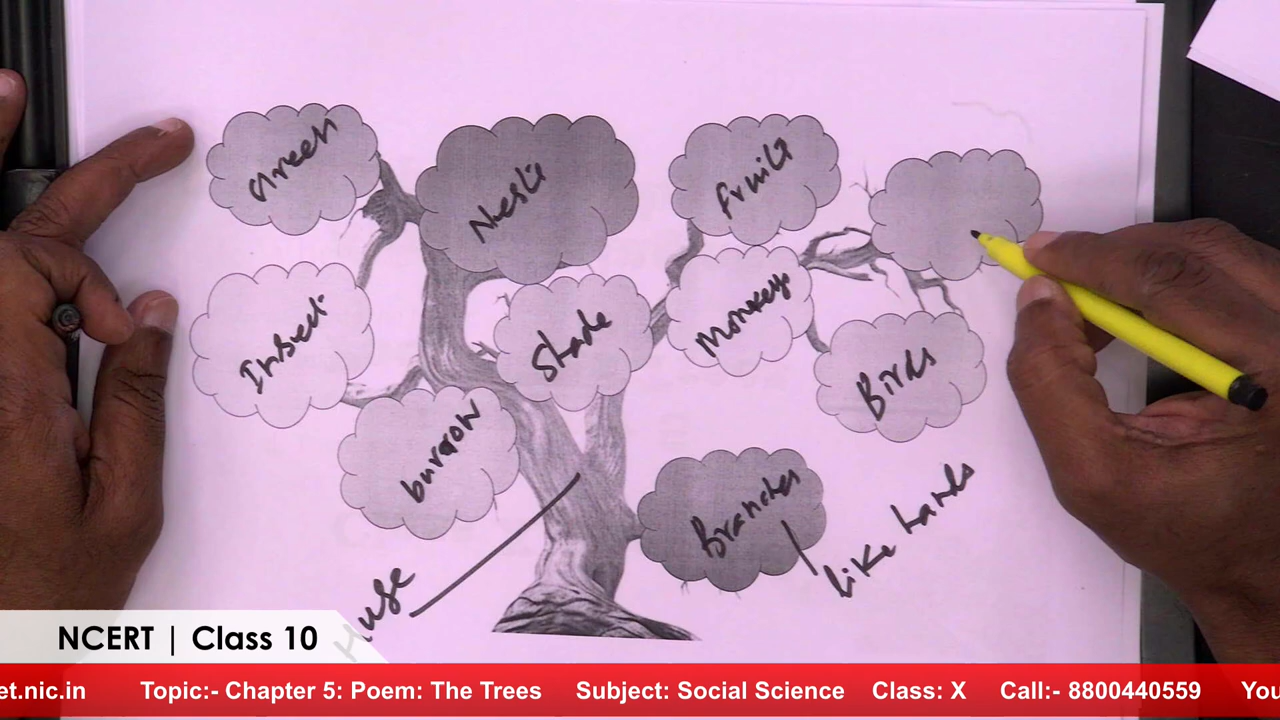 Green
Nests
Fruits
Insects
Shade
Monkeys
Birds
burrow
Branches
like hands
Huge
NCERT | Class 10
et.nic.in Topic:- Chapter 5: Poem: The Trees Subject: Social Science Class: X Call:- 8800440559 You